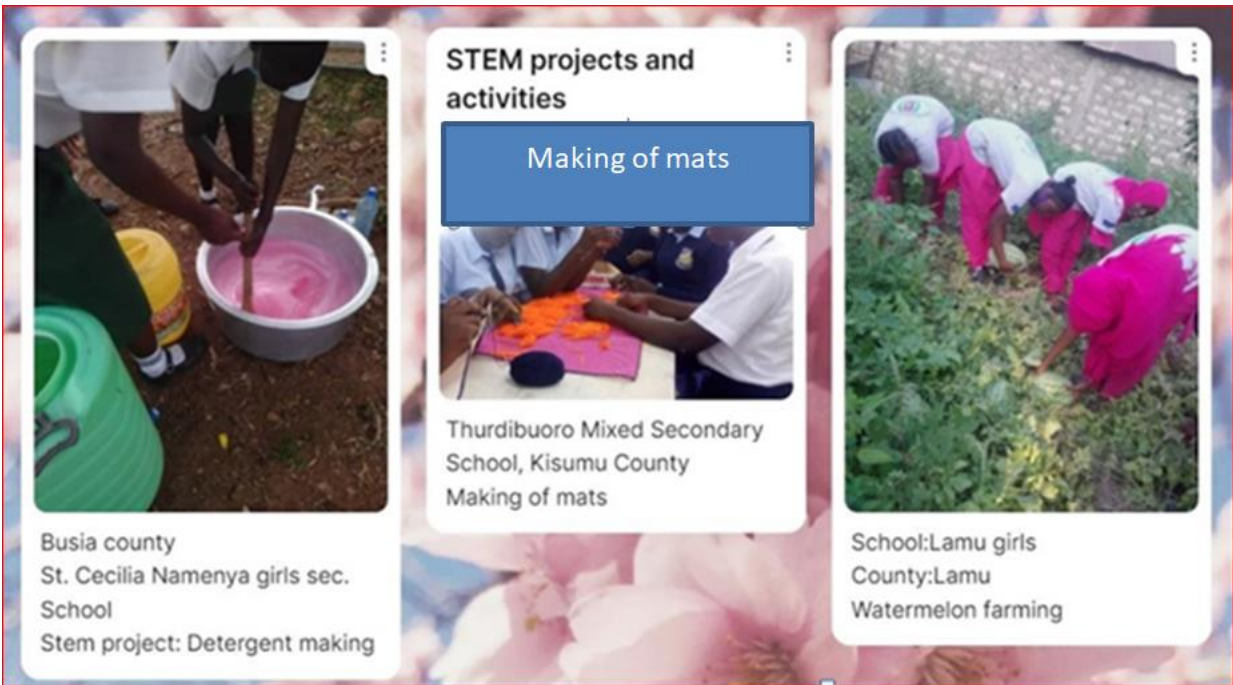 Busia county
St. Cecilia Namenya girls sec.
School
Stem project: Detergent making
STEM projects and
activities
Making of mats
Thurdibuoro Mixed Secondary
School, Kisumu County
Making of mats
School:Lamu girls
County:Lamu
Watermelon farming